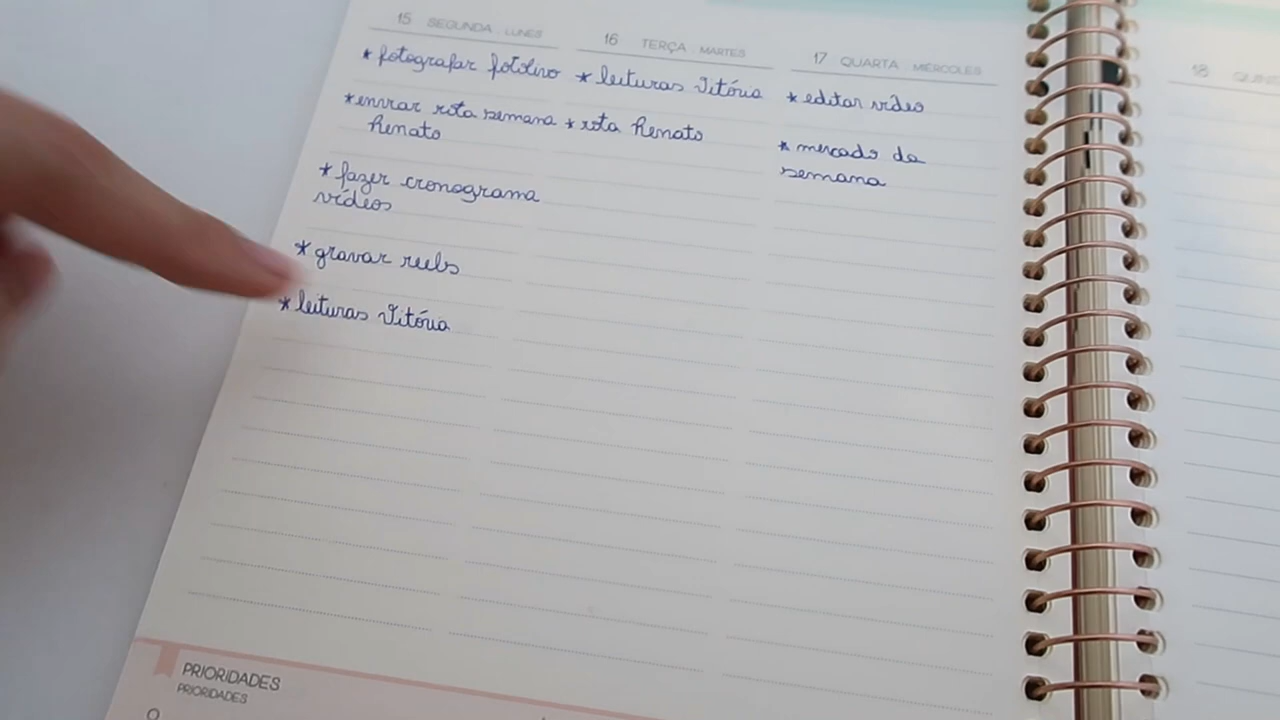 15 SEGUNDA . LUNES
* fotografar fotolivro
* enviar rota semana
Renato
* fazer cronograma
vídeos
* gravar reels
* leituras Vitória
16 TERÇA . MARTES
* leituras Vitória
* rota Renato
17 QUARTA . MIÉRCOLES
* editar vídeo
* mercado da
semana
18
PRIORIDADES
PRIORIDADES